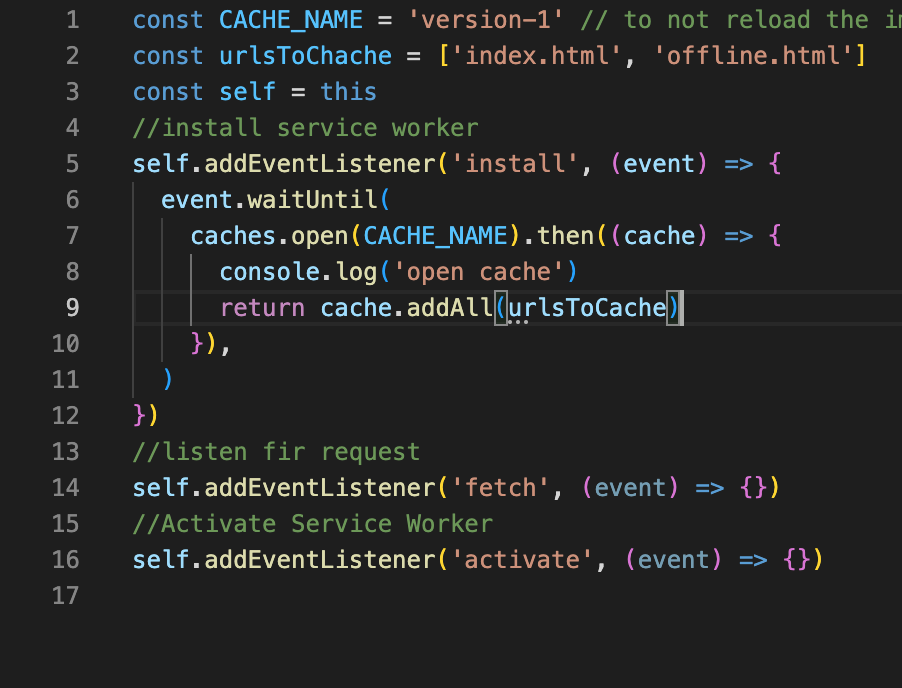 1 const CACHE_NAME = 'version-1' // to not reload the
2 const urlsToChache = ['index.html', 'offline.html']
3 const self = this
4 //install service worker
5 self.addEventListener('install', (event) => {
6 event.waitUntil(
7 caches.open(CACHE_NAME).then((cache) => {
8 console.log('open cache')
9 return cache.addAll(urlsToCache)
10 }),
11 )
12 })
13 //listen fir request
14 self.addEventListener('fetch', (event) => {})
15 //Activate Service Worker
16 self.addEventListener('activate', (event) => {})
17